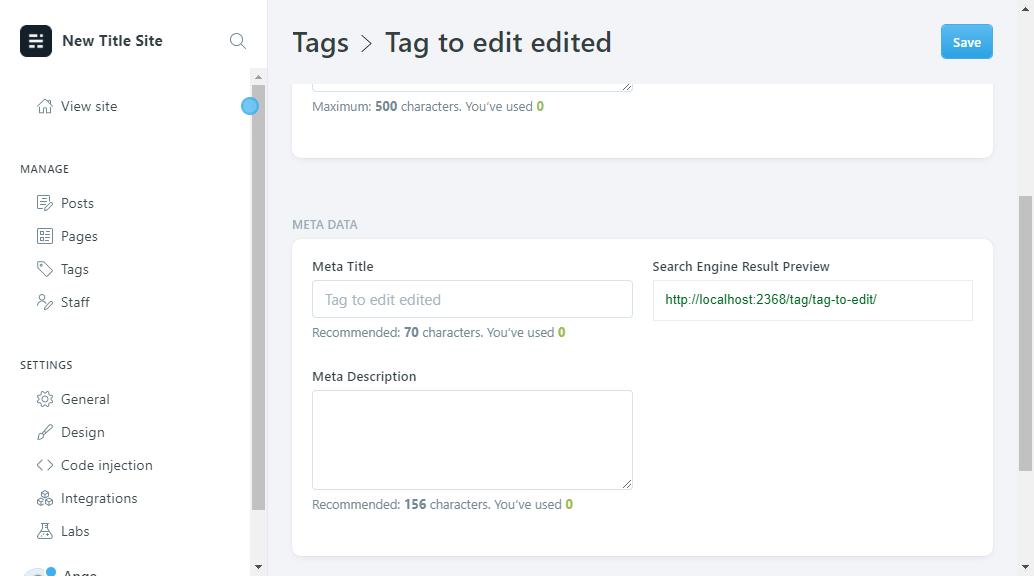 New Title Site
View site
MANAGE
Posts
Pages
Tags
Staff
SETTINGS
General
Design
Code injection
Integrations
Labs
Ange
Tags > Tag to edit edited
Save
Maximum: 500 characters. You've used 0
META DATA
Meta Title
Tag to edit edited
Recommended: 70 characters. You've used 0
Meta Description
Recommended: 156 characters. You've used 0
Search Engine Result Preview
http://localhost:2368/tag/tag-to-edit/